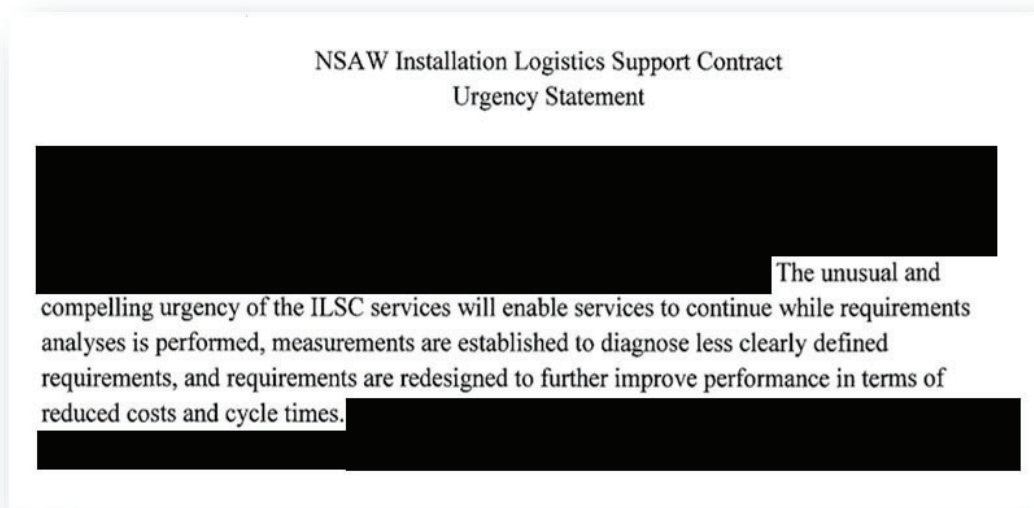 NSAW Installation Logistics Support Contract
Urgency Statement
The unusual and
compelling urgency of the ILSC services will enable services to continue while requirements
analyses is performed, measurements are established to diagnose less clearly defined
requirements, and requirements are redesigned to further improve performance in terms of
reduced costs and cycle times.